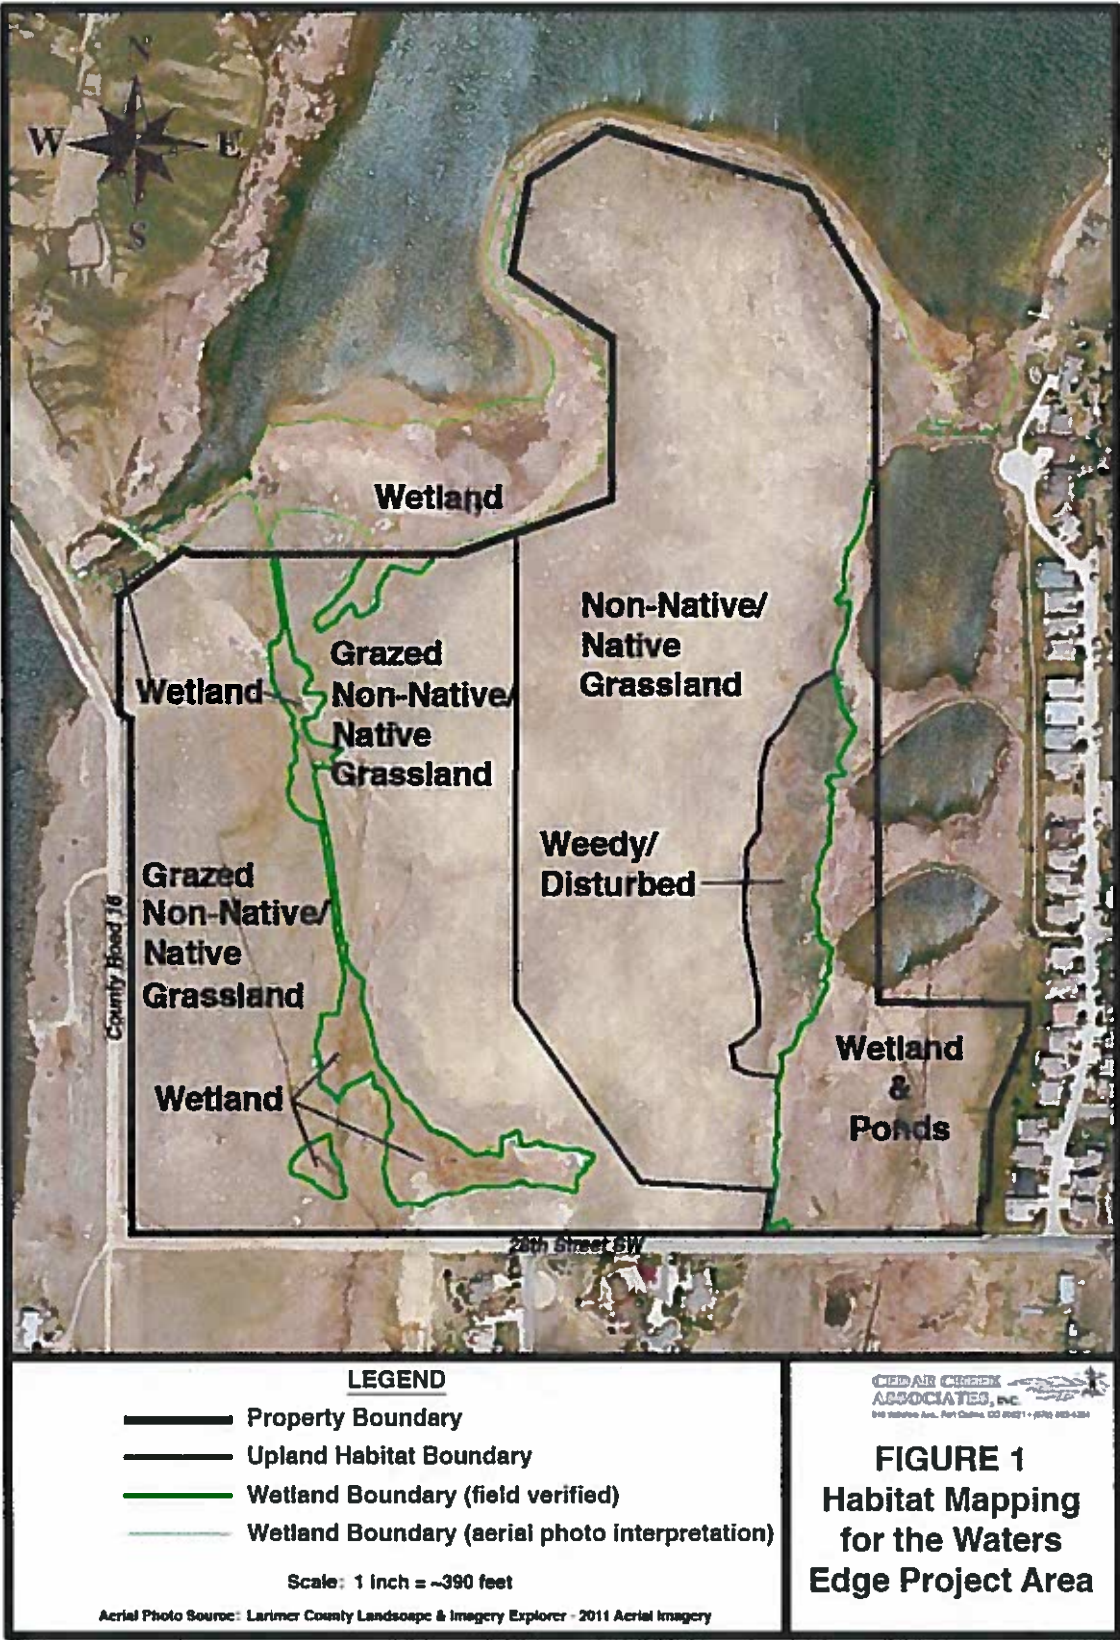 N
W
E
S
Wetland
Non-Native/
Native
Grassland
Grazed
Non-Native/
Native
Grassland
Wetland
Weedy/
Disturbed
Grazed
Non-Native/
Native
Grassland
County Road 16
Wetland
&
Ponds
Wetland
28th Street SW
LEGEND
Property Boundary
Upland Habitat Boundary
Wetland Boundary (field verified)
Wetland Boundary (aerial photo interpretation)
Scale: 1 inch = ~390 feet
Aerial Photo Source: Larimer County Landscape & Imagery Explorer - 2011 Aerial Imagery
CEDAR CREEK
ASSOCIATES, INC.
FIGURE 1
Habitat Mapping
for the Waters
Edge Project Area